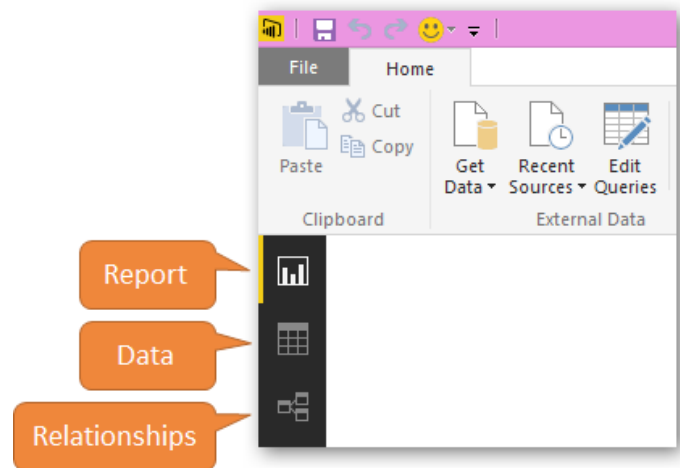 File Home
Cut
Copy
Paste
Get Data
Recent Sources
Edit Queries
Clipboard
External Data
Report
Data
Relationships